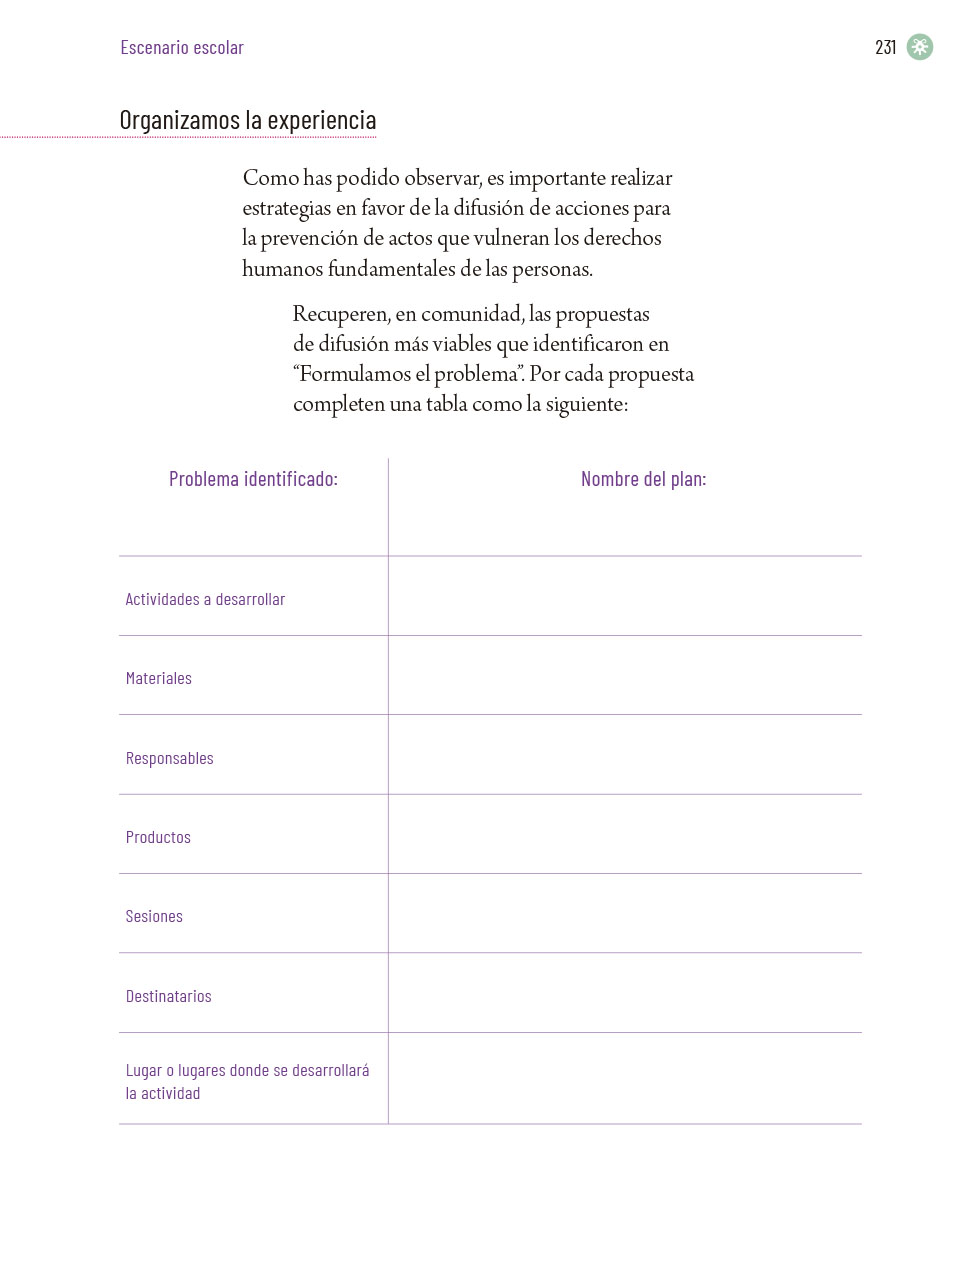 Escenario escolar
231
Organizamos la experiencia
Como has podido observar, es importante realizar
estrategias en favor de la difusión de acciones para
la prevención de actos que vulneran los derechos
humanos fundamentales de las personas.
Recuperen, en comunidad, las propuestas
de difusión más viables que identificaron en
“Formulamos el problema”. Por cada propuesta
completen una tabla como la siguiente:
Problema identificado:
Nombre del plan:
Actividades a desarrollar
Materiales
Responsables
Productos
Sesiones
Destinatarios
Lugar o lugares donde se desarrollará
la actividad